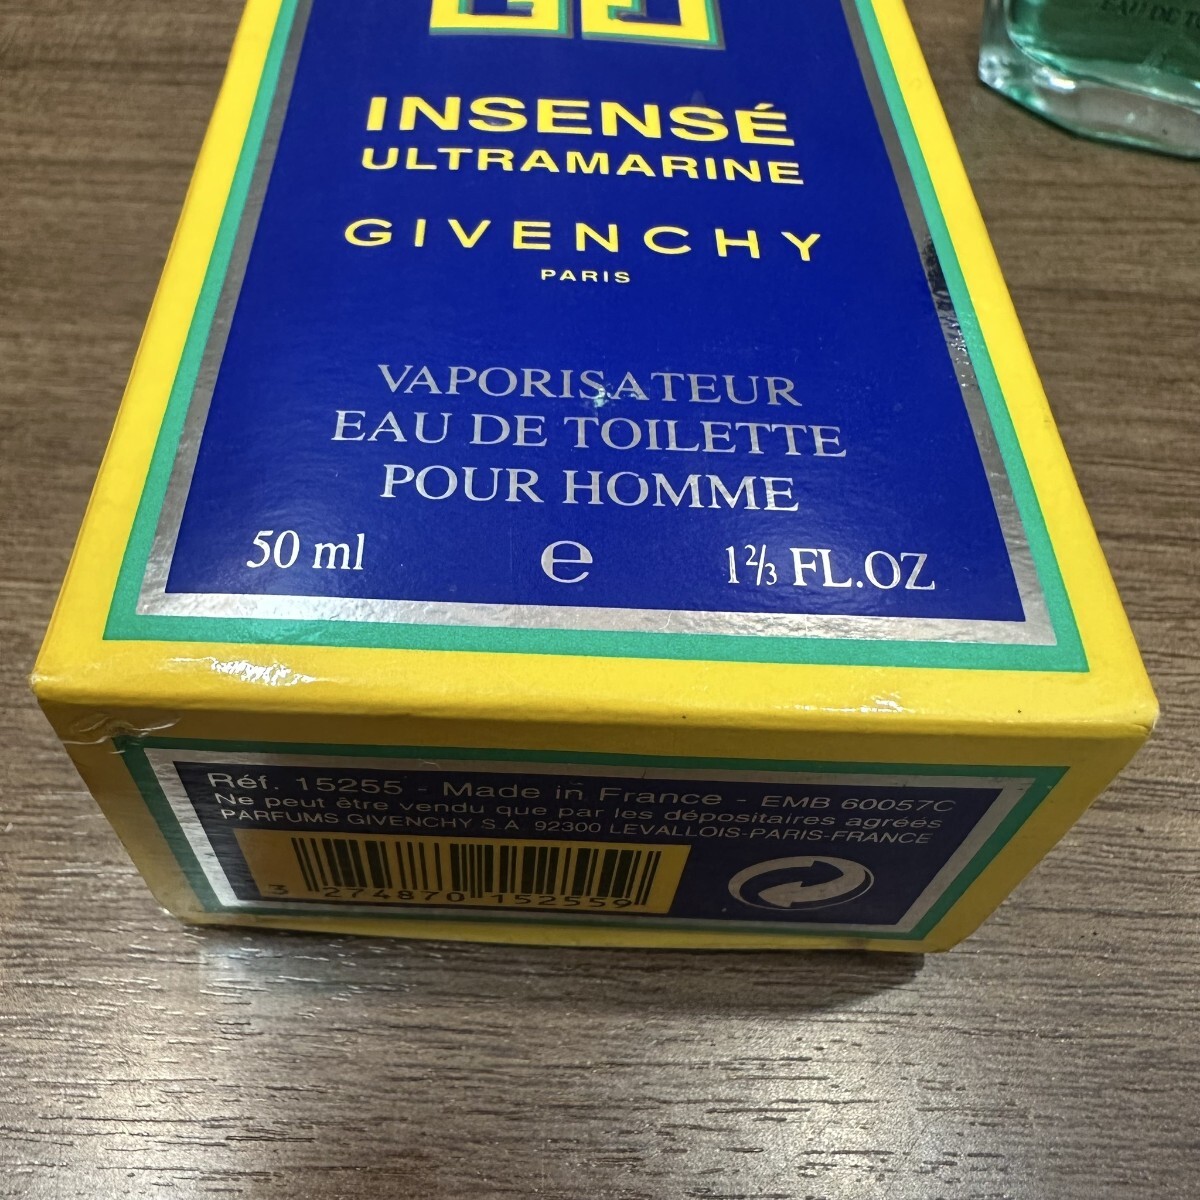 INSENSÉ
ULTRAMARINE
GIVENCHY
PARIS
VAPORISATEUR
EAU DE TOILETTE
POUR HOMME
50 ml e 1⅔ FL.OZ
Réf. 15255 - Made in France - EMB 60057C
Ne peut être vendu que par les dépositaires agréés
PARFUMS GIVENCHY S.A. 92300 LEVALLOIS-PARIS-FRANCE
3 274870 152559
EAU DE